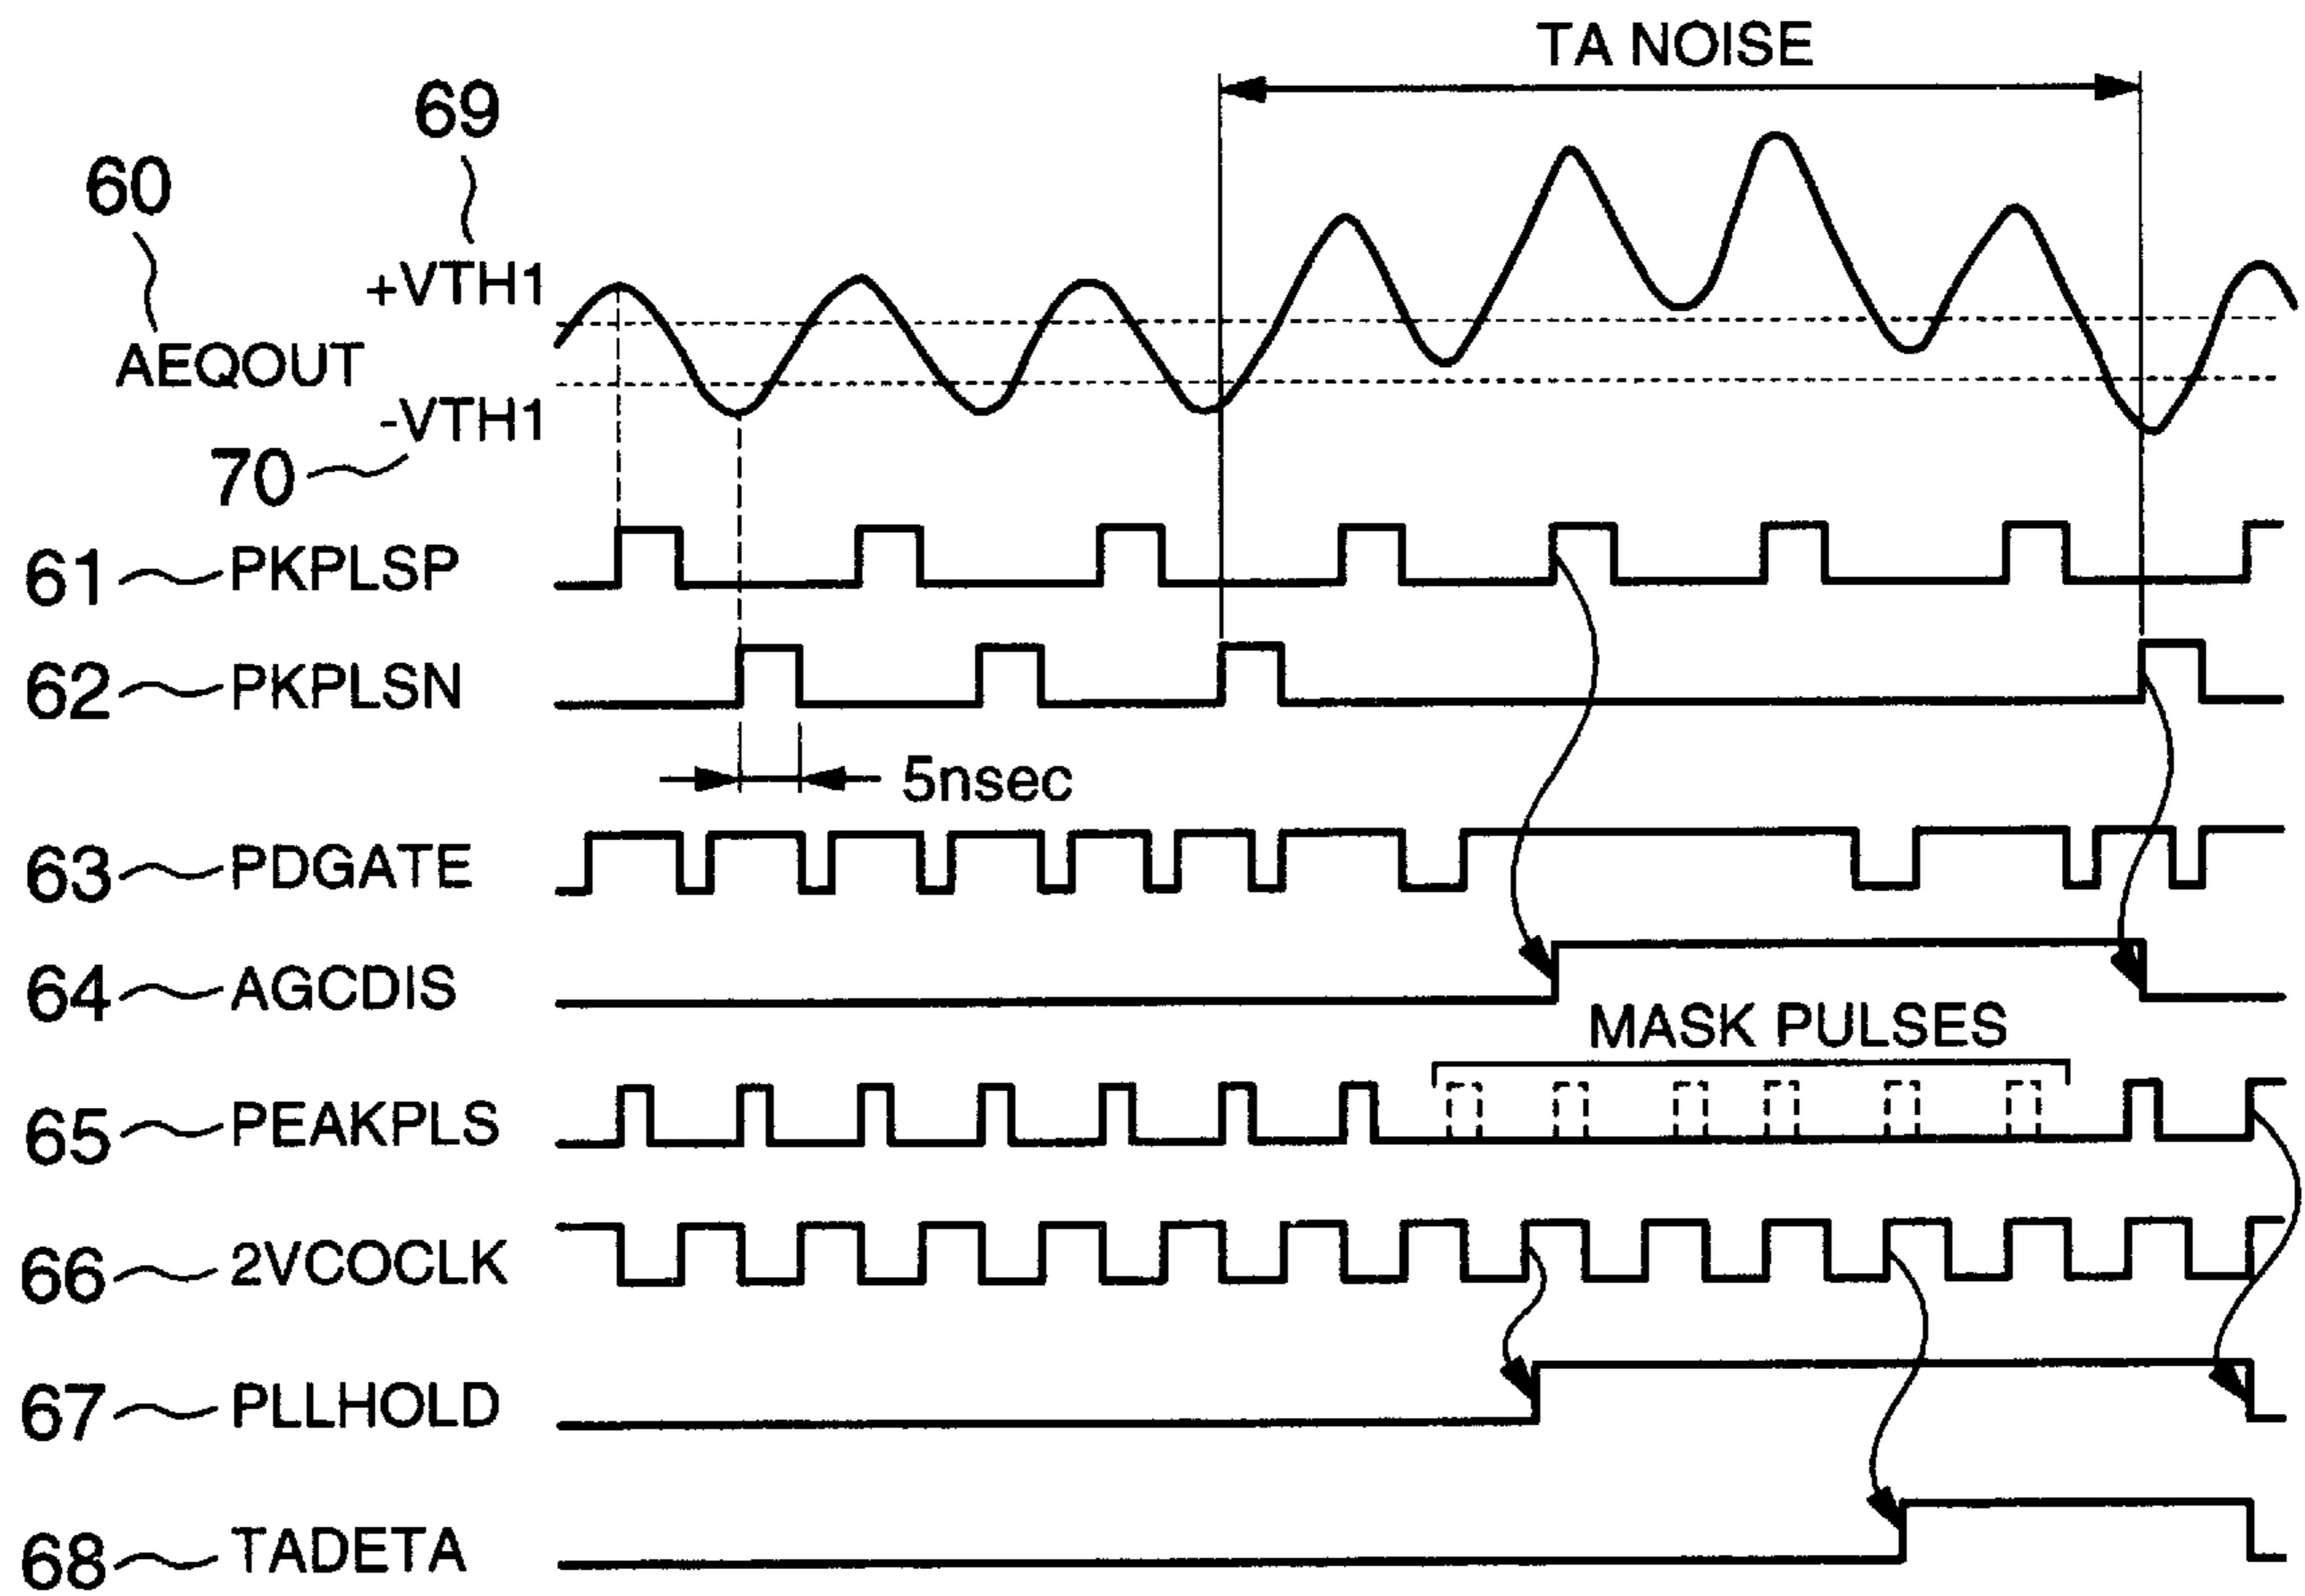 TA NOISE
69
60
+VTH1
AEQOUT
-VTH1
70
61 PKPLSP
62 PKPLSN
5nsec
63 PDGATE
64 AGCDIS
MASK PULSES
65 PEAKPLS
66 2VCOCLK
67 PLLHOLD
68 TADETA